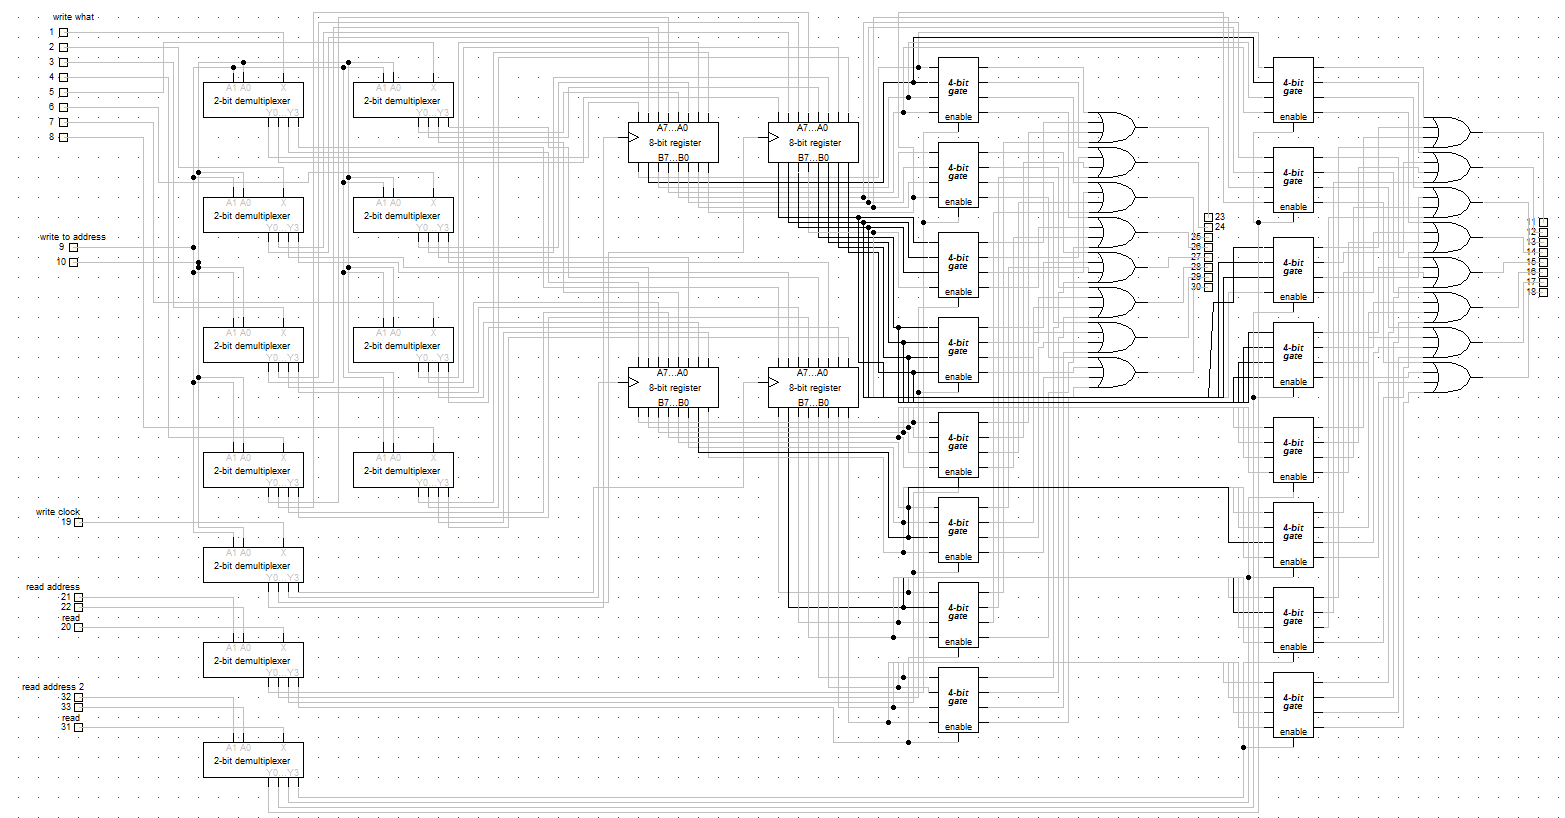 write what
1
2
3
4
5
6
7
8
A1 A0 X
2-bit demultiplexer
Y0...Y3
A1 A0 X
2-bit demultiplexer
Y0...Y3
A1 A0 X
2-bit demultiplexer
Y0...Y3
A1 A0 X
2-bit demultiplexer
Y0...Y3
write to address
9
10
A1 A0 X
2-bit demultiplexer
Y0...Y3
A1 A0 X
2-bit demultiplexer
Y0...Y3
A1 A0 X
2-bit demultiplexer
Y0...Y3
A1 A0 X
2-bit demultiplexer
write clock
19
A1 A0 X
2-bit demultiplexer
Y0...Y3
read address
21
22
read
20
A1 A0 X
2-bit demultiplexer
Y0...Y3
read address 2
32
33
read
31
A1 A0 X
2-bit demultiplexer
Y0...Y3
A7...A0
8-bit register
B7...B0
A7...A0
8-bit register
B7...B0
A7...A0
8-bit register
B7...B0
A7...A0
8-bit register
B7...B0
4-bit
gate
enable
4-bit
gate
enable
4-bit
gate
enable
4-bit
gate
enable
4-bit
gate
enable
4-bit
gate
enable
4-bit
gate
enable
4-bit
gate
enable
23
24
25
26
27
28
29
30
4-bit
gate
enable
4-bit
gate
enable
4-bit
gate
enable
4-bit
gate
enable
4-bit
gate
enable
4-bit
gate
enable
4-bit
gate
enable
4-bit
gate
enable
11
12
13
14
15
16
17
18